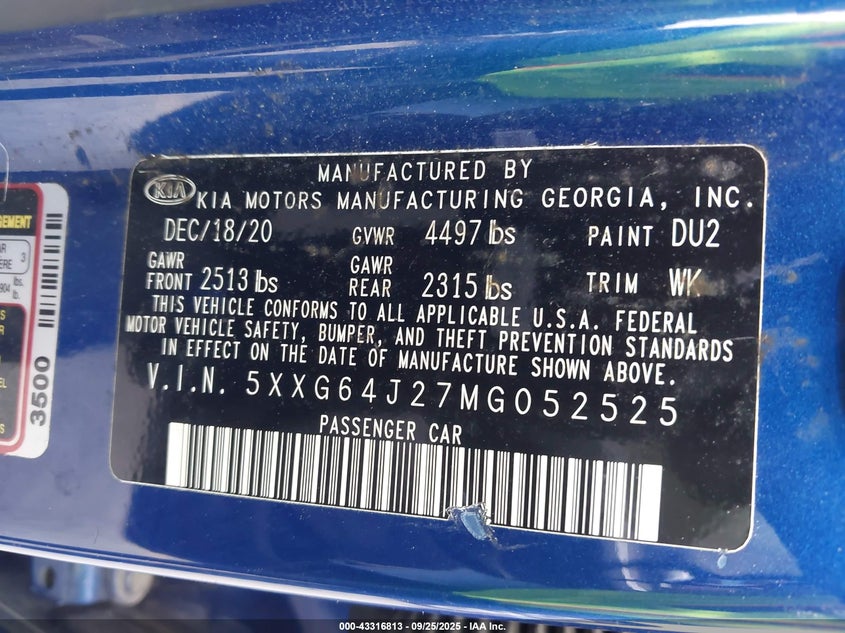 MANUFACTURED BY
KIA KIA MOTORS MANUFACTURING GEORGIA, INC.
DEC/18/20 GVWR 4497 lbs PAINT DU2
GAWR FRONT 2513 lbs GAWR REAR 2315 lbs TRIM WK
THIS VEHICLE CONFORMS TO ALL APPLICABLE U.S.A. FEDERAL
MOTOR VEHICLE SAFETY, BUMPER, AND THEFT PREVENTION STANDARDS
IN EFFECT ON THE DATE OF MANUFACTURE SHOWN ABOVE.
V.I.N. 5XXG64J27MG052525
PASSENGER CAR
3
lbs.
lb.
3500
000-43316813 - 09/25/2025 - IAA Inc.